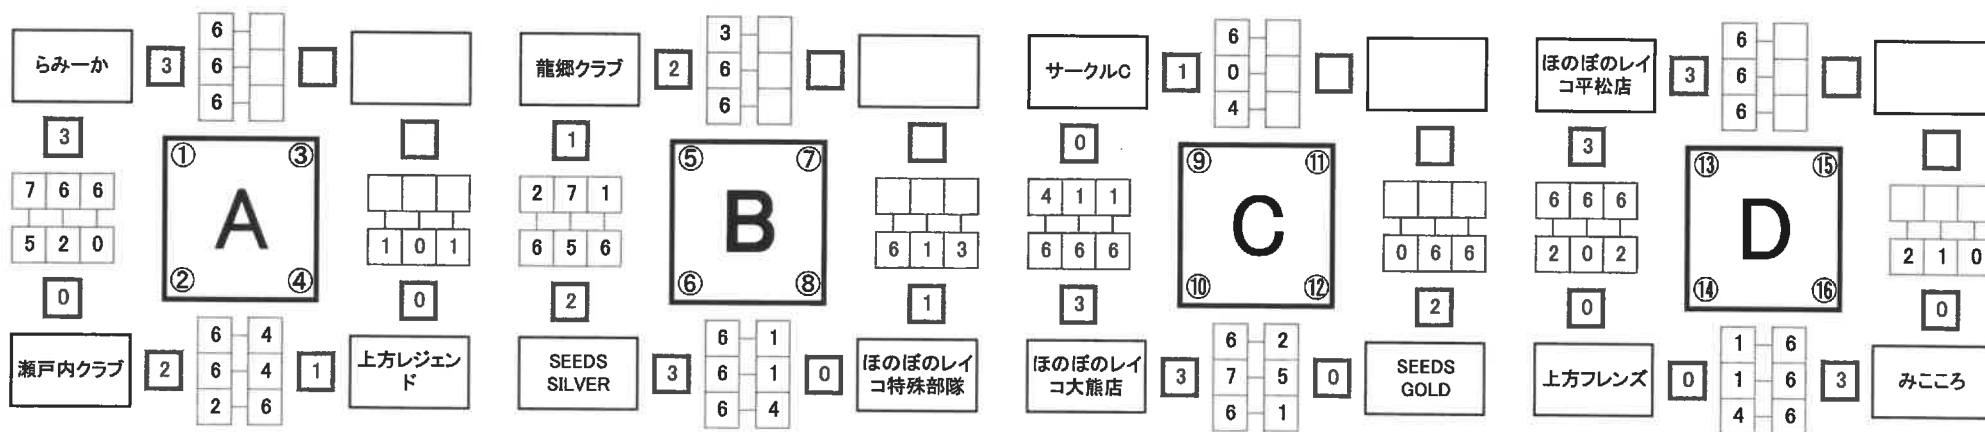 らみーか 3 6 6 6
3
7 6 6
5 2 0
0
① ③ A ② ④
1 0 1
0
瀬戸内クラブ 2 6 4 1 上方レジェン
6 4 ド
2 6
龍郷クラブ 2 3 6 6
1
2 7 1
6 5 6
2
⑤ ⑦ B ⑥ ⑧
6 1 3
1
SEEDS 3 6 1 0 ほのぼのレイ
SILVER 6 1 コ特殊部隊
6 4
サークルC 1 6 0 4
0
4 1 1
6 6 6
3
⑨ ⑪ C ⑩ ⑫
0 6 6
2
ほのぼのレイ 3 6 2 0 SEEDS
コ大熊店 7 5 GOLD
6 1
ほのぼのレイ 3 6 6 6
コ平松店
3
6 6 6
2 0 2
0
⑬ ⑮ D ⑭ ⑯
2 1 0
0
上方フレンズ 0 1 6 3 みこころ
1 6
4 6